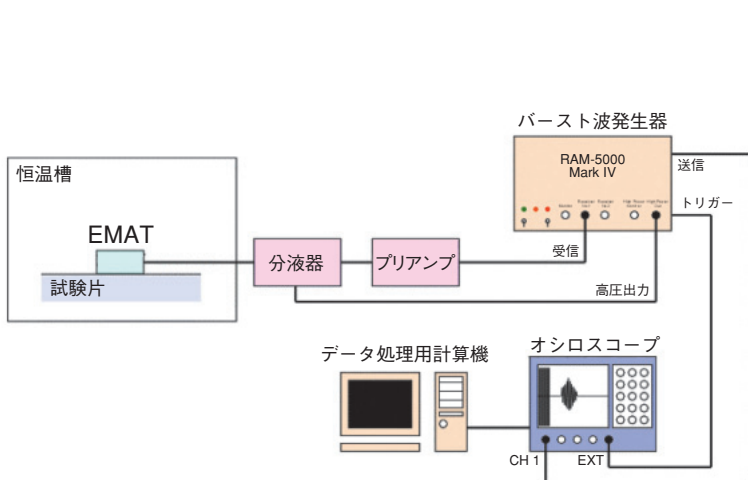 バースト波発生器
RAM-5000
Mark IV
送信
トリガー
恒温槽
EMAT
試験片
分液器
プリアンプ
受信
高圧出力
データ処理用計算機
オシロスコープ
CH 1
EXT